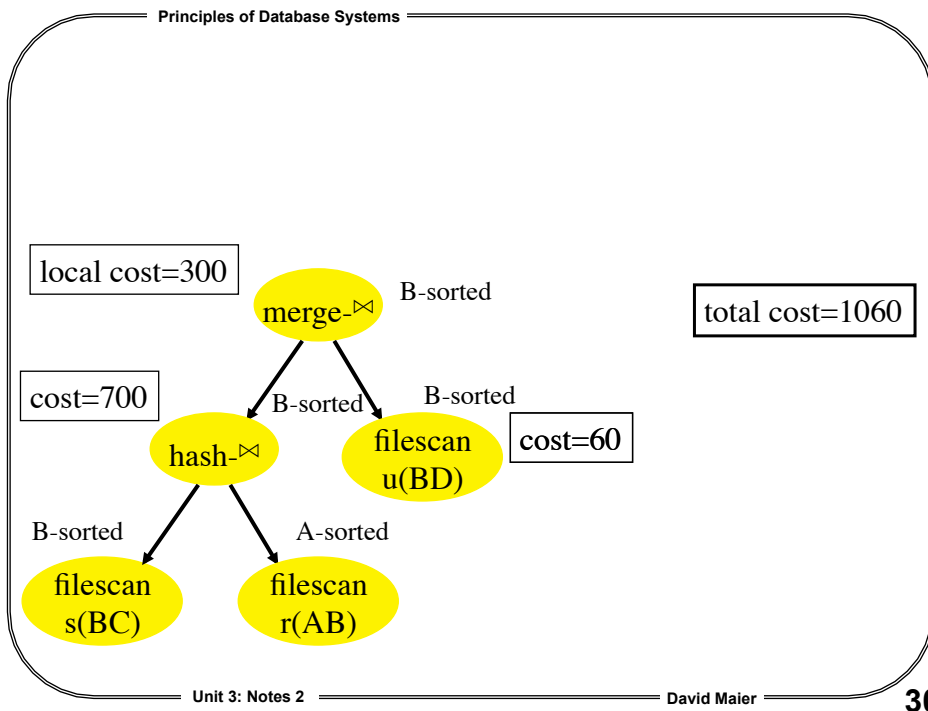 Principles of Database Systems
local cost=300
merge-⋈
B-sorted
total cost=1060
cost=700
B-sorted
B-sorted
hash-⋈
filescan
u(BD)
cost=60
B-sorted
A-sorted
filescan
s(BC)
filescan
r(AB)
Unit 3: Notes 2
David Maier